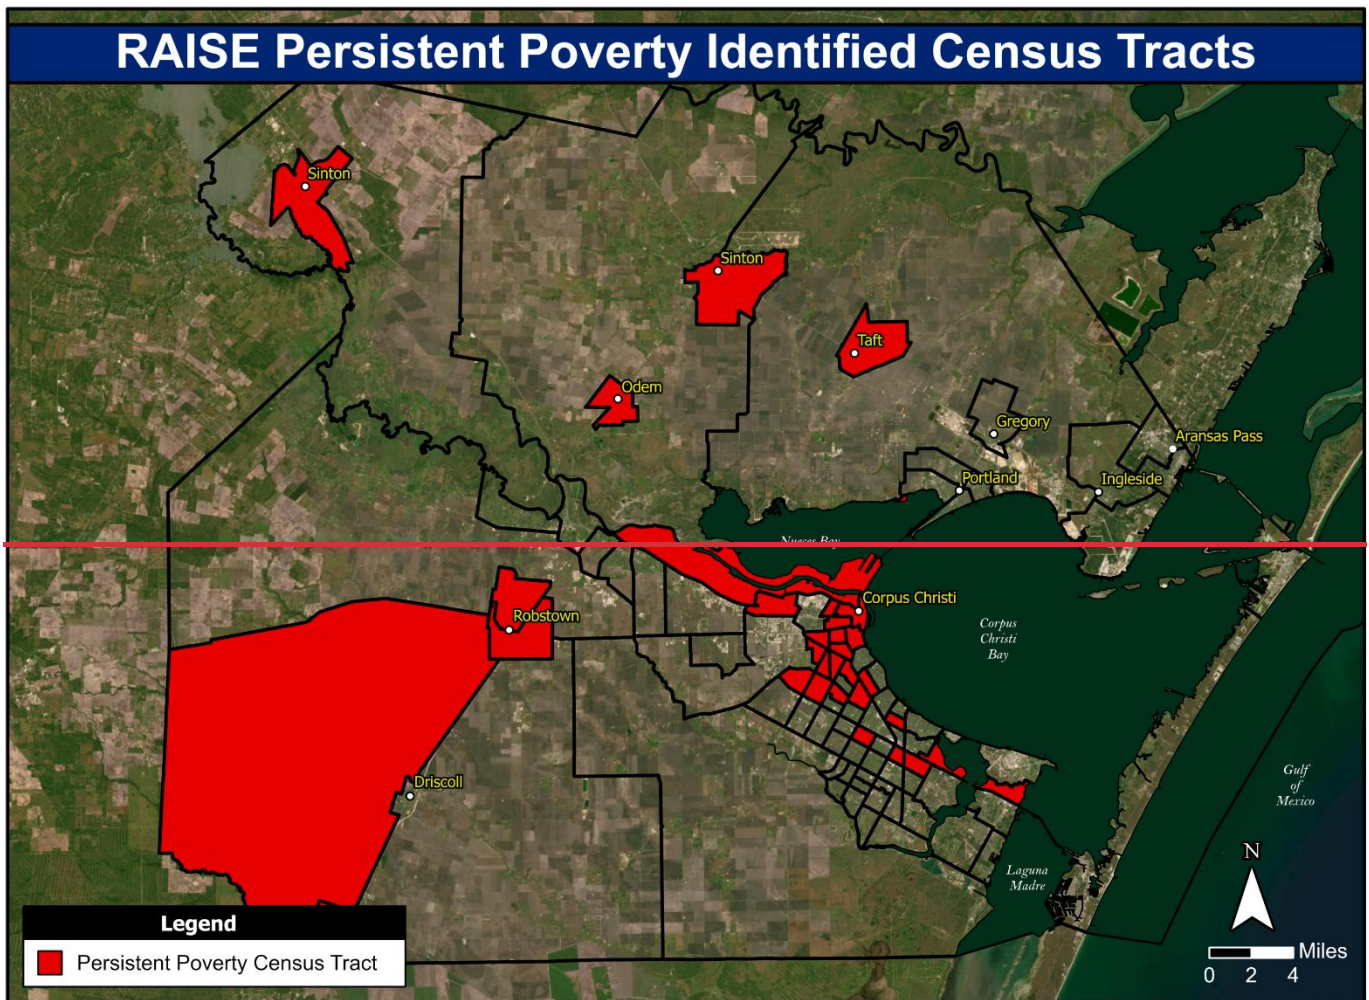 RAISE Persistent Poverty Identified Census Tracts
Sinton
Sinton
Taft
Odem
Gregory
Aransas Pass
Portland
Ingleside
Nueces Bay
Corpus Christi
Robstown
Corpus
Christi
Bay
Driscoll
Gulf
of
Mexico
Laguna
Madre
N
Legend
Persistent Poverty Census Tract
Miles
0 2 4